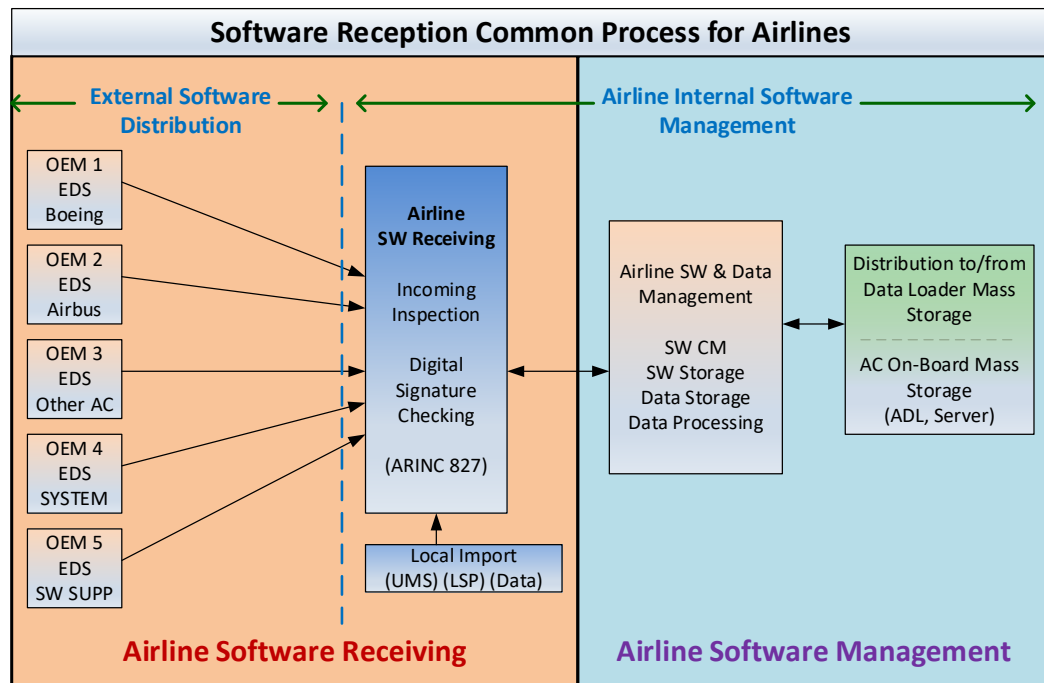 Software Reception Common Process for Airlines
External Software
Distribution
Airline Internal Software
Management
OEM 1
EDS
Boeing
OEM 2
EDS
Airbus
OEM 3
EDS
Other AC
OEM 4
EDS
SYSTEM
OEM 5
EDS
SW SUPP
Airline
SW Receiving
Incoming
Inspection
Digital
Signature
Checking
(ARINC 827)
Local Import
(UMS) (LSP) (Data)
Airline SW & Data
Management
SW CM
SW Storage
Data Storage
Data Processing
Distribution to/from
Data Loader Mass
Storage
AC On-Board Mass
Storage
(ADL, Server)
Airline Software Receiving
Airline Software Management